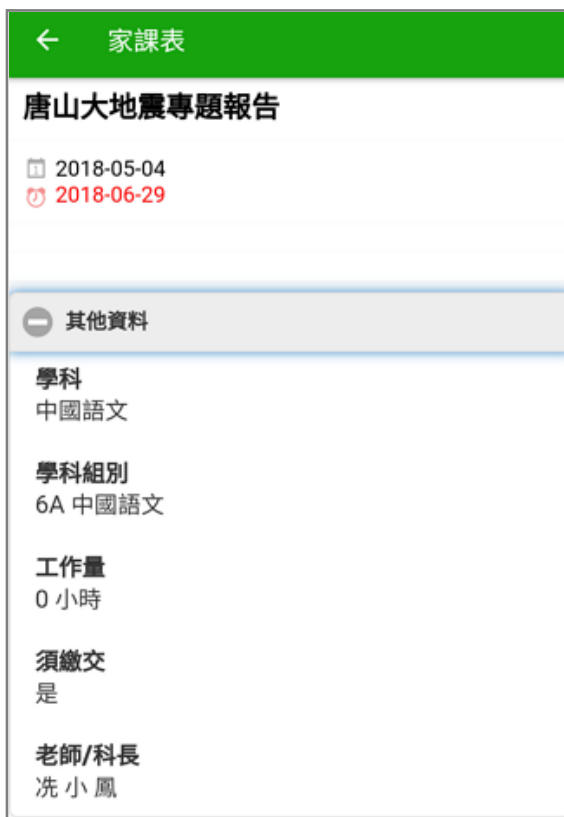 家課表
唐山大地震專題報告
2018-05-04
2018-06-29
其他資料
學科
中國語文
學科組別
6A 中國語文
工作量
0 小時
須繳交
是
老師/科長
冼 小 鳳